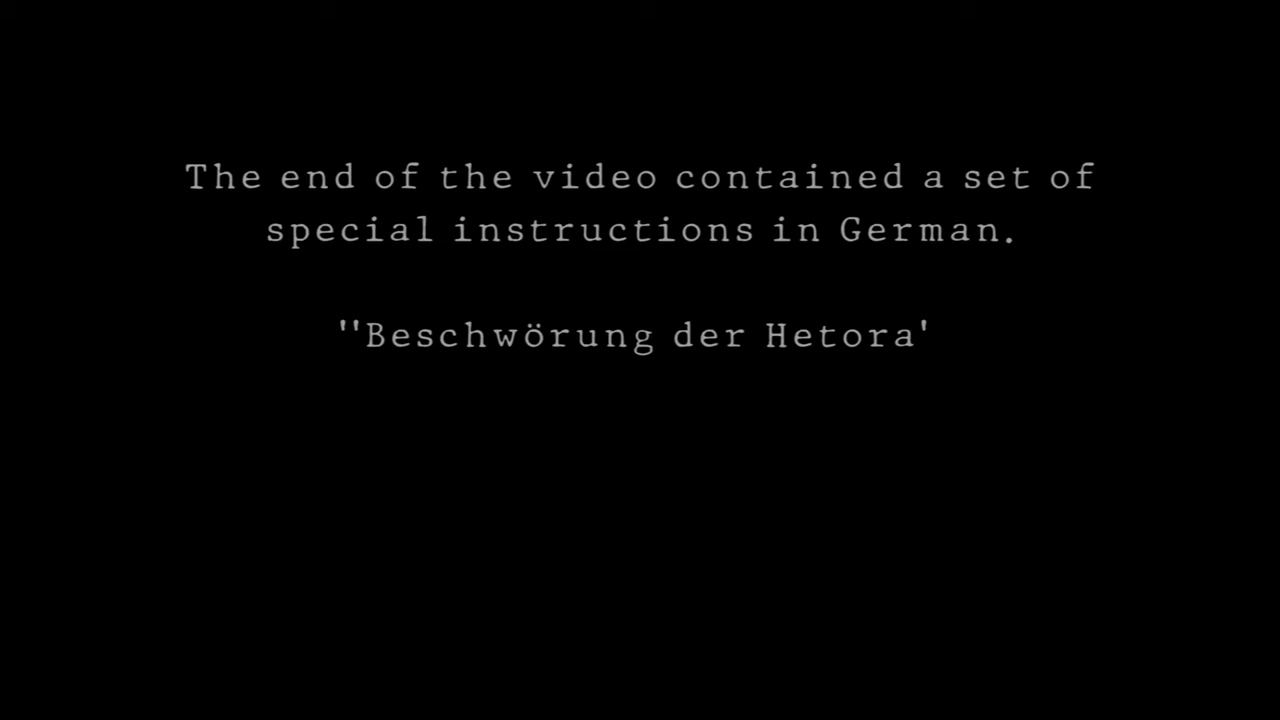 The end of the video contained a set of
special instructions in German.
"Beschwörung der Hetora'